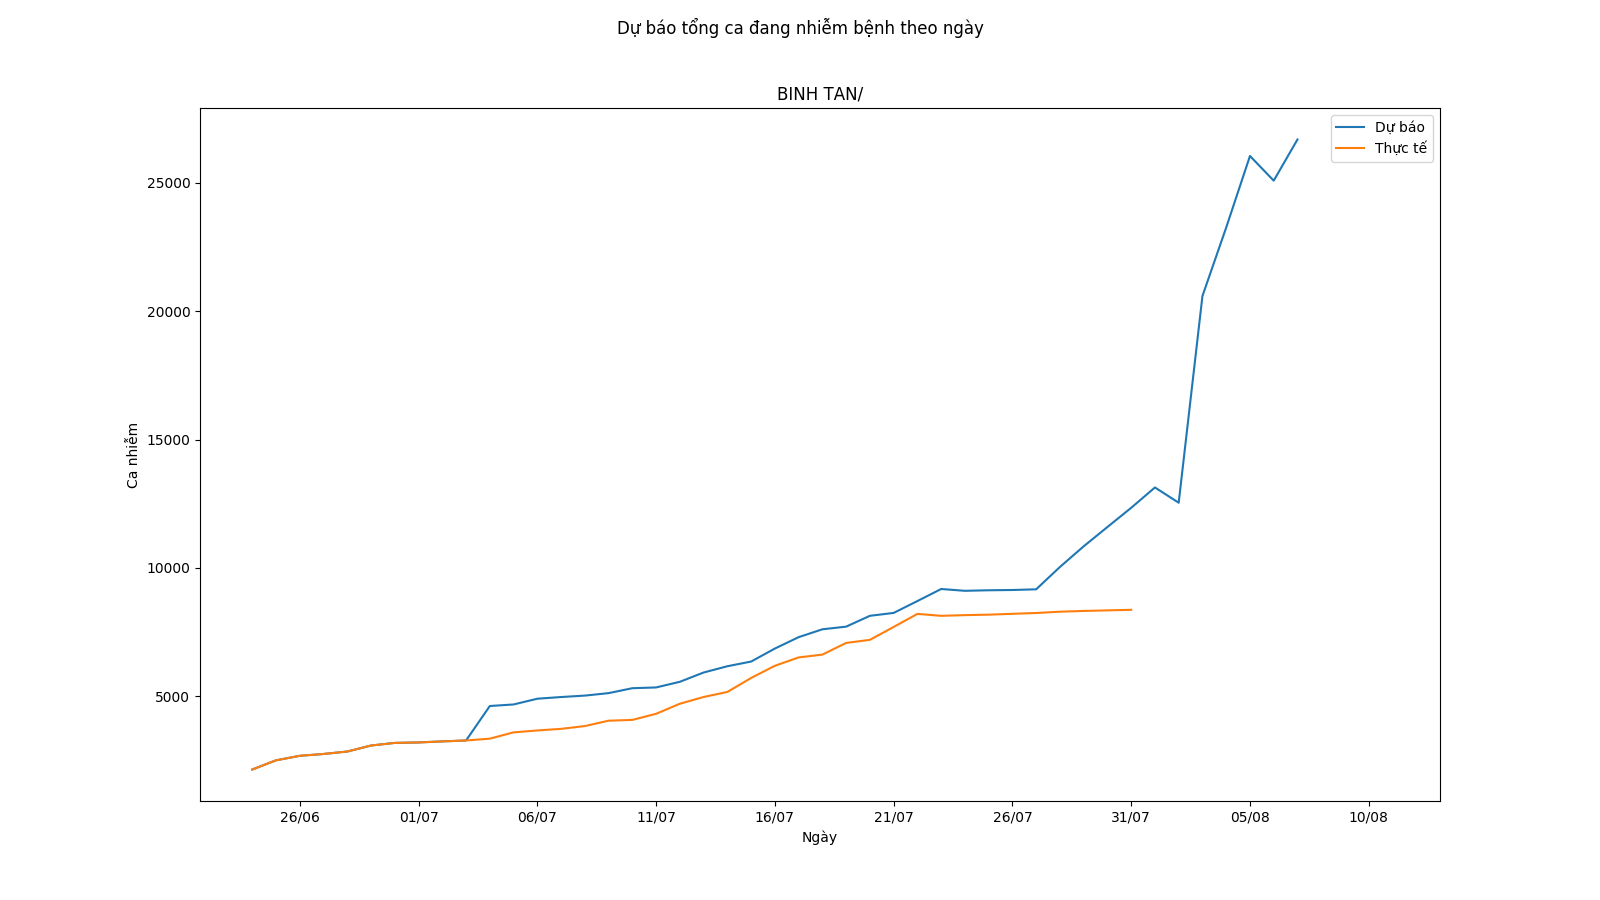 Dự báo tổng ca đang nhiễm bệnh theo ngày
BINH TAN/
Dự báo
Thực tế
25000
20000
15000
10000
5000
Ca nhiễm
26/06 01/07 06/07 11/07 16/07 21/07 26/07 31/07 05/08 10/08
Ngày